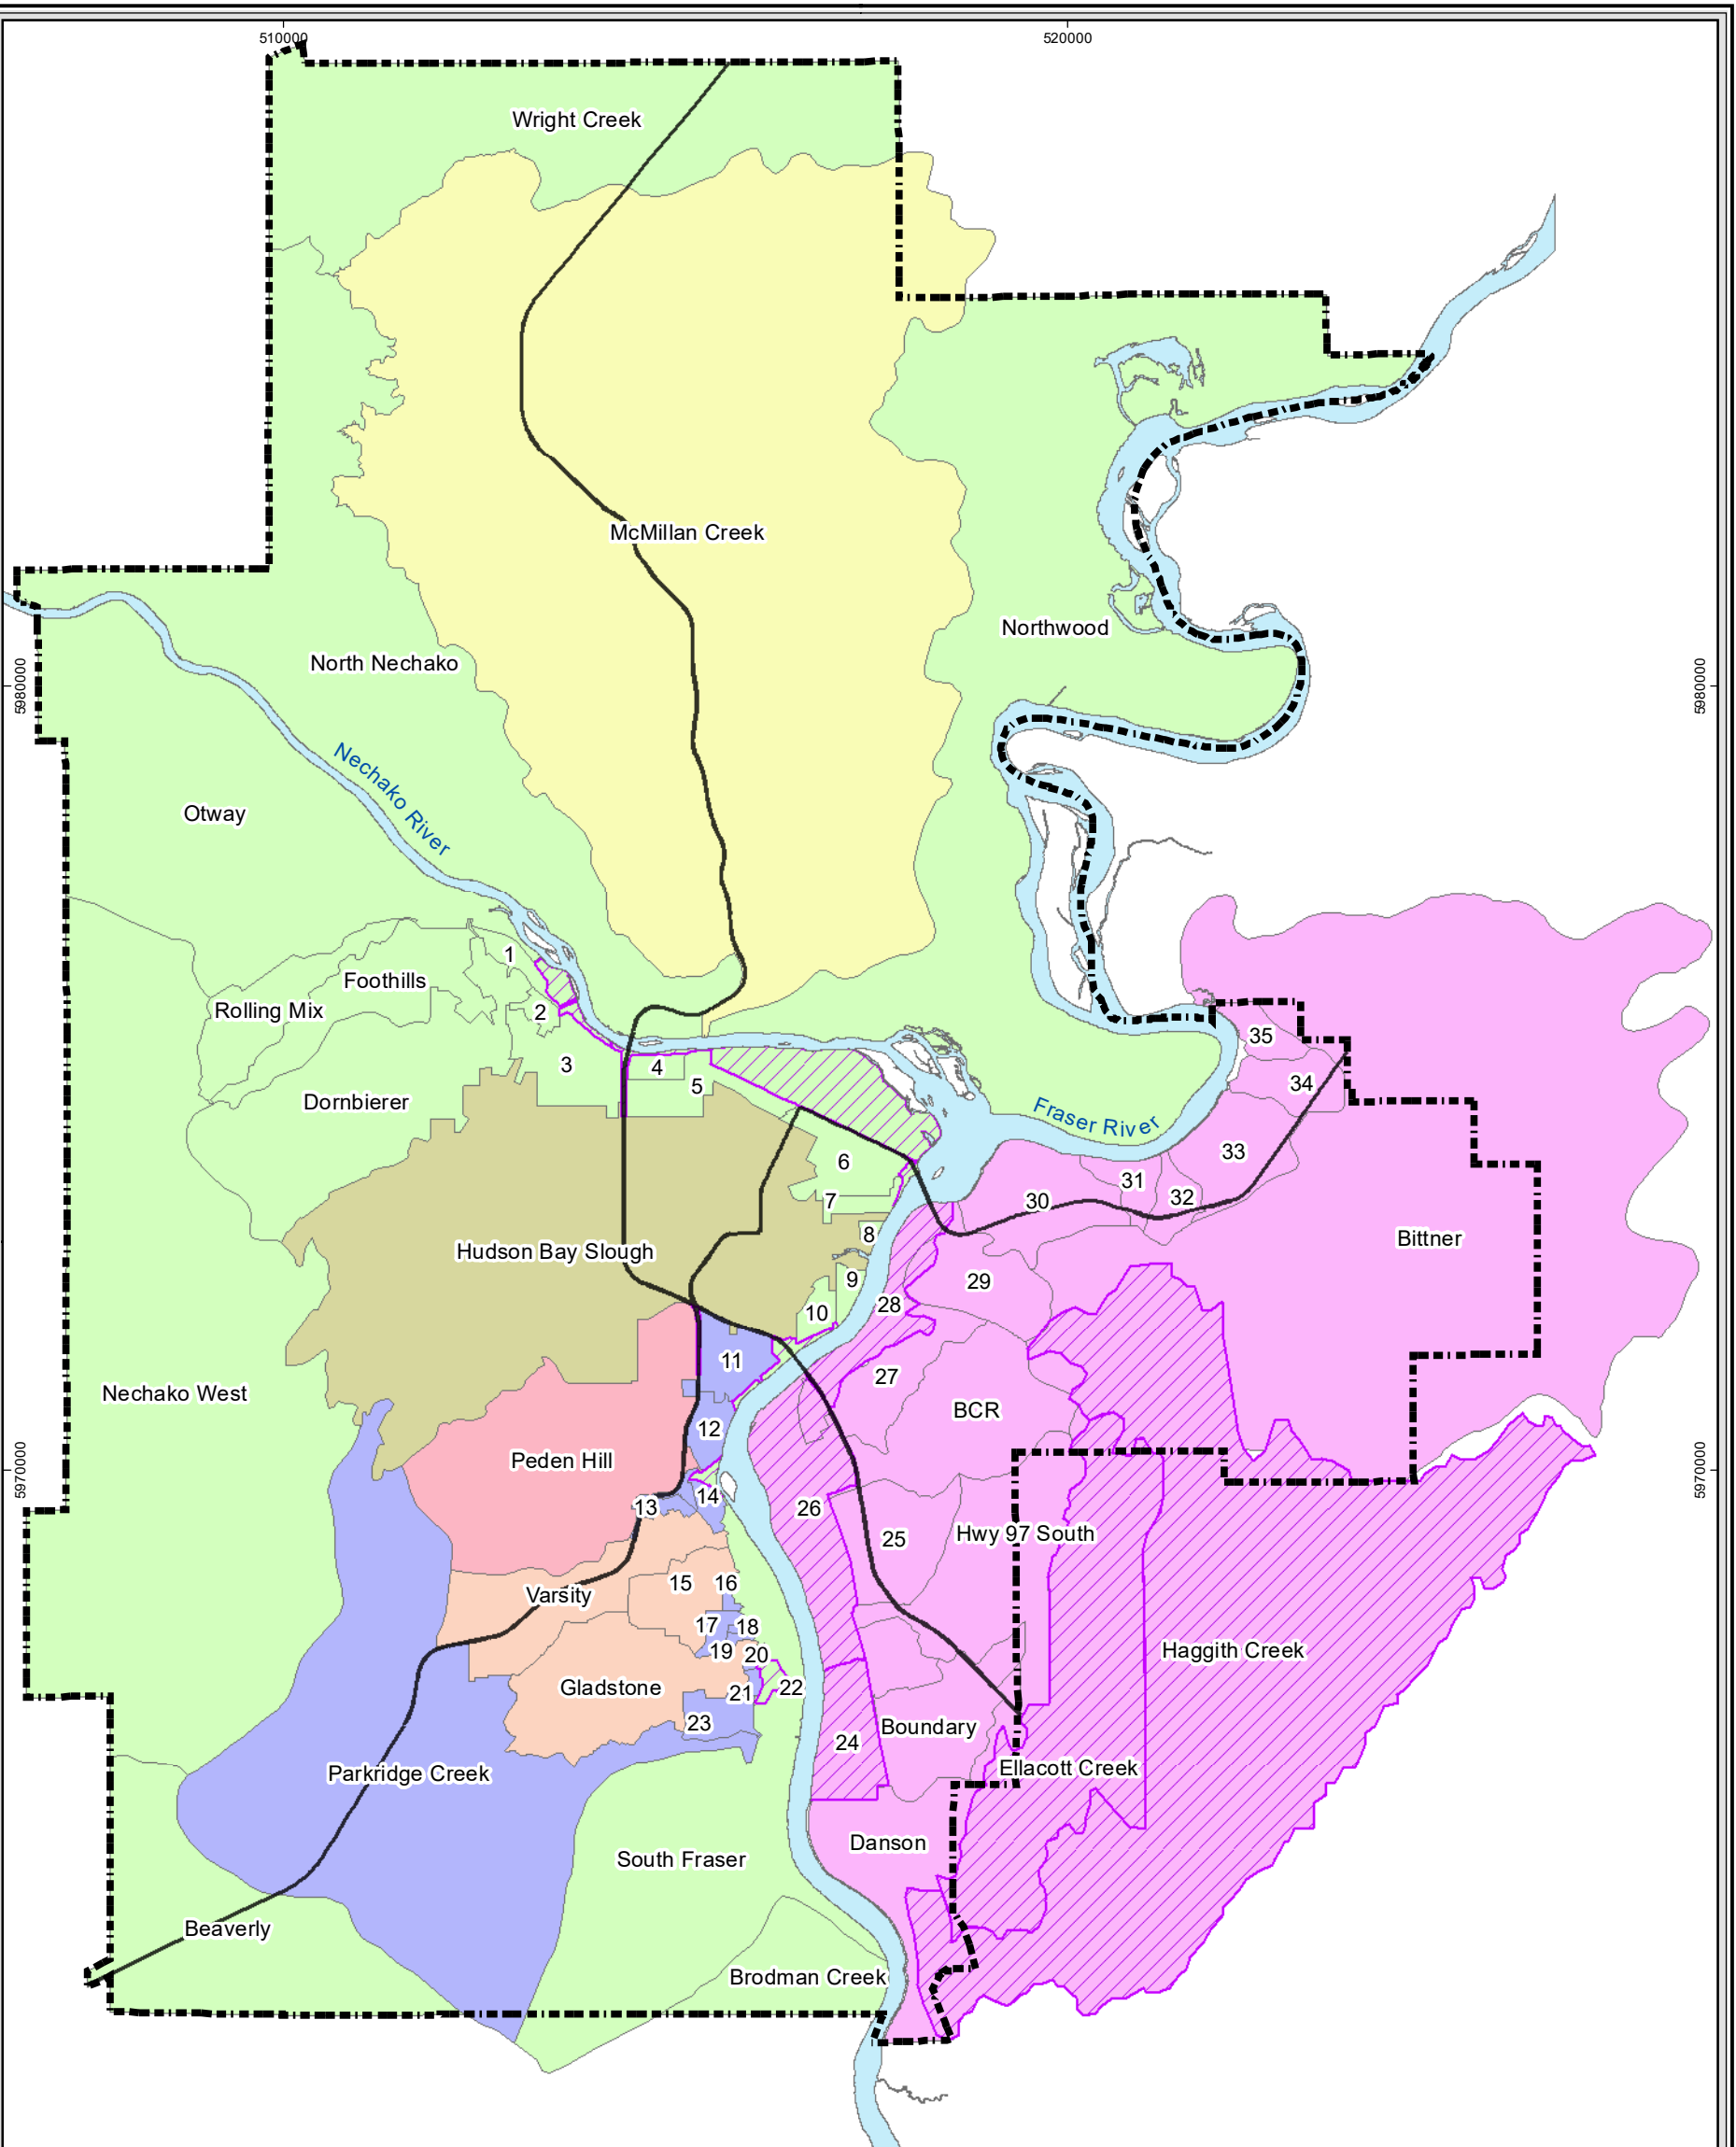 510000
520000
Wright Creek
McMillan Creek
Northwood
North Nechako
5980000
5980000
Nechako River
Otway
1
Foothills
Rolling Mix
2
35
3
4
5
34
Dornbierer
Fraser River
33
6
31
32
7
30
8
Bittner
Hudson Bay Slough
9
29
28
10
11
27
Nechako West
BCR
12
Peden Hill
5970000
5970000
14
13
26
25
Hwy 97 South
15
16
Varsity
17
18
19
20
Haggith Creek
Gladstone
21
22
23
Boundary
24
Parkridge Creek
Ellacott Creek
Danson
South Fraser
Beaverly
Brodman Creek